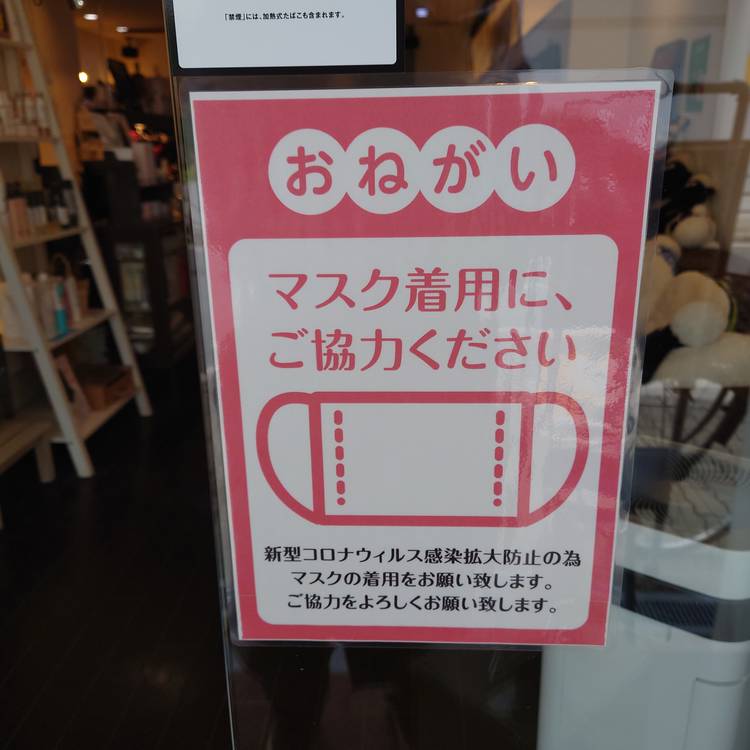 「禁煙」には、加熱式たばこも含まれます。
おねがい
マスク着用に、
ご協力ください
新型コロナウィルス感染拡大防止の為
マスクの着用をお願い致します。
ご協力をよろしくお願い致します。